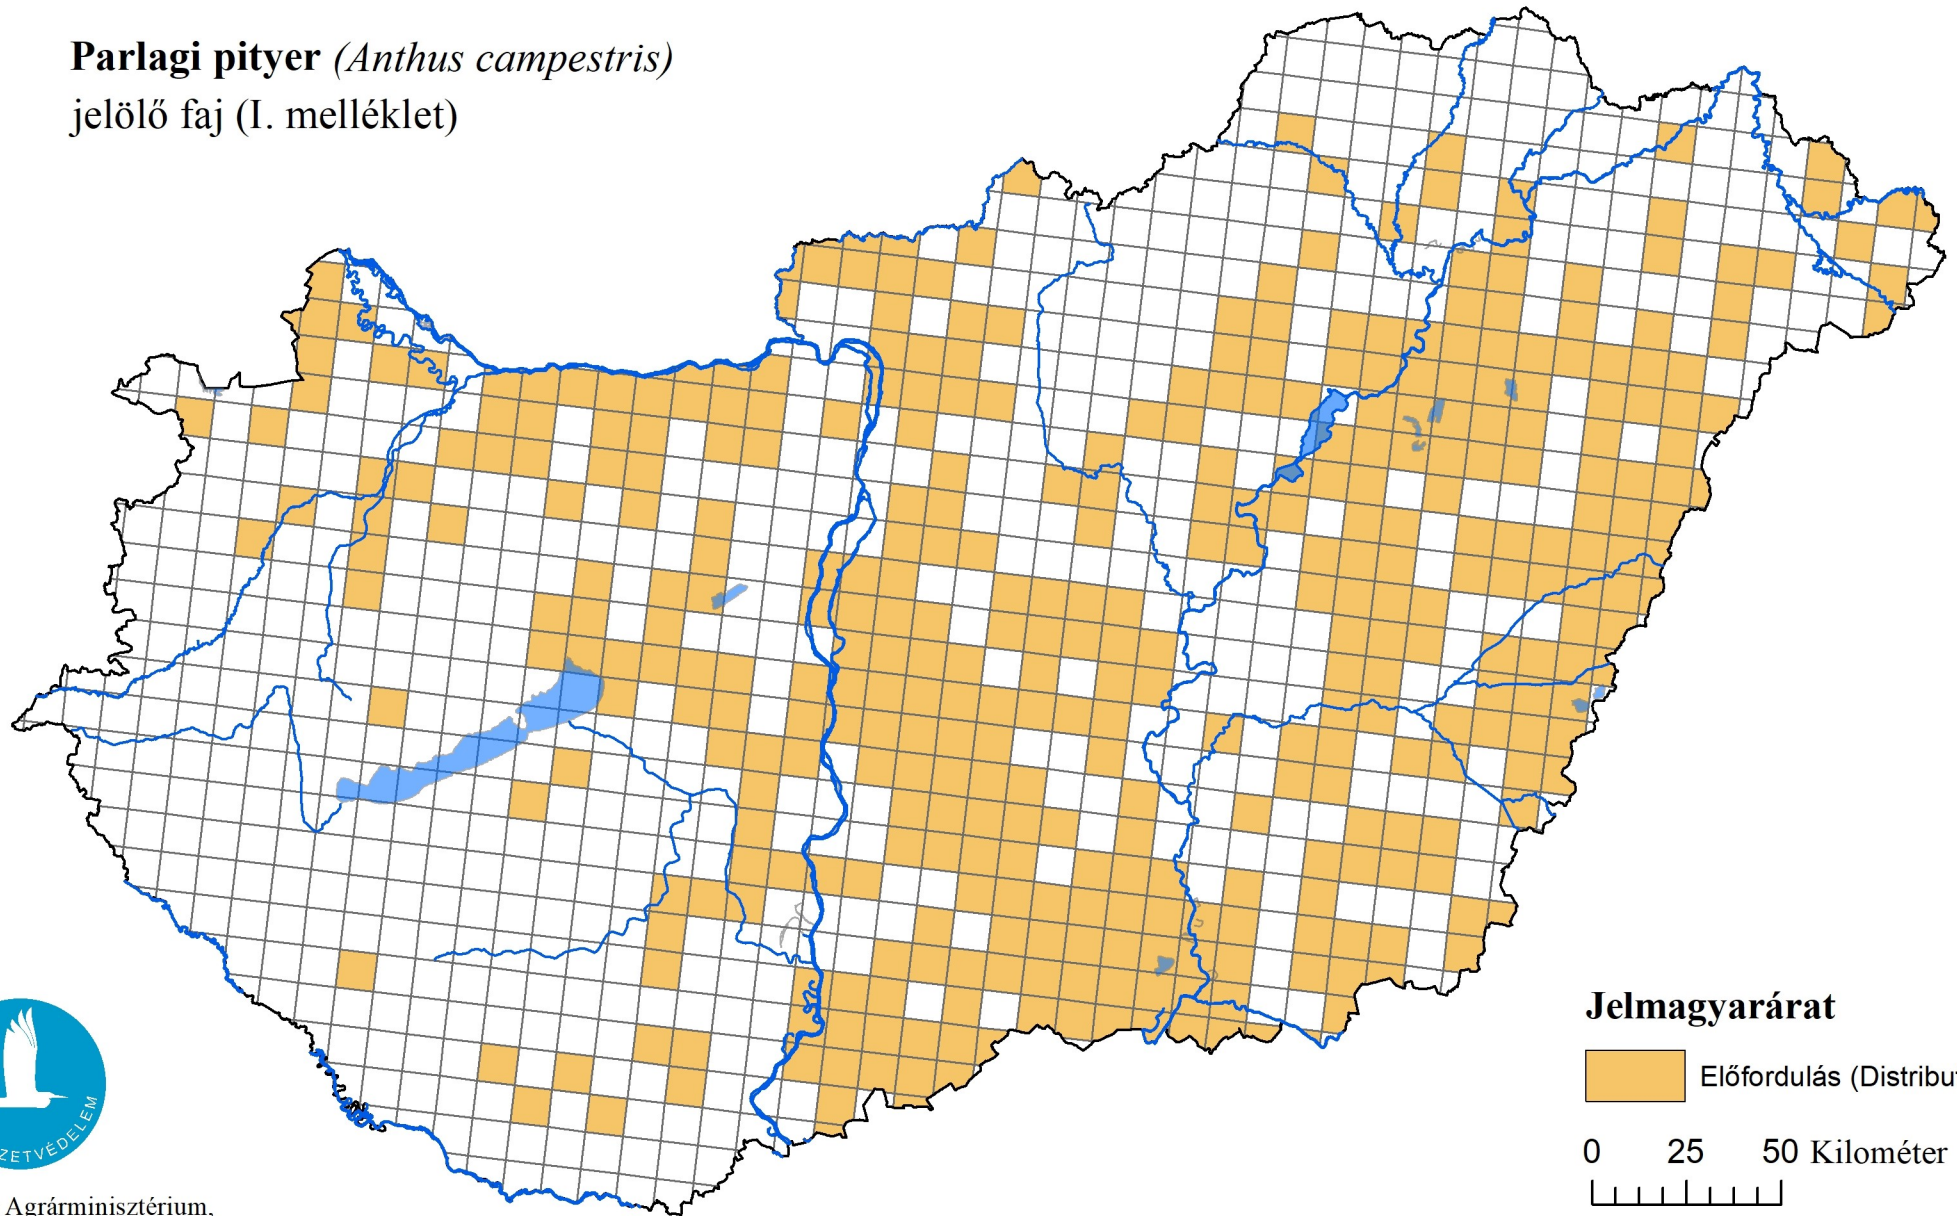 Parlagi pityer (Anthus campestris)
jelölő faj (I. melléklet)
Jelmagyarárat
Előfordulás (Distribu
0 25 50 Kilométer
ZETVÉDELEM
Agrárminisztérium,